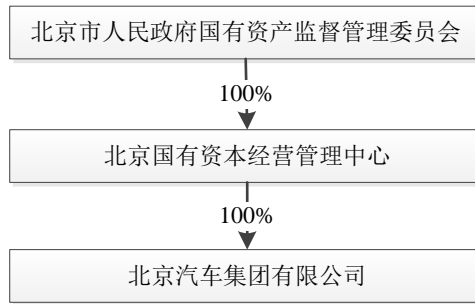 北京市人民政府国有资产监督管理委员会
100%
北京国有资本经营管理中心
100%
北京汽车集团有限公司